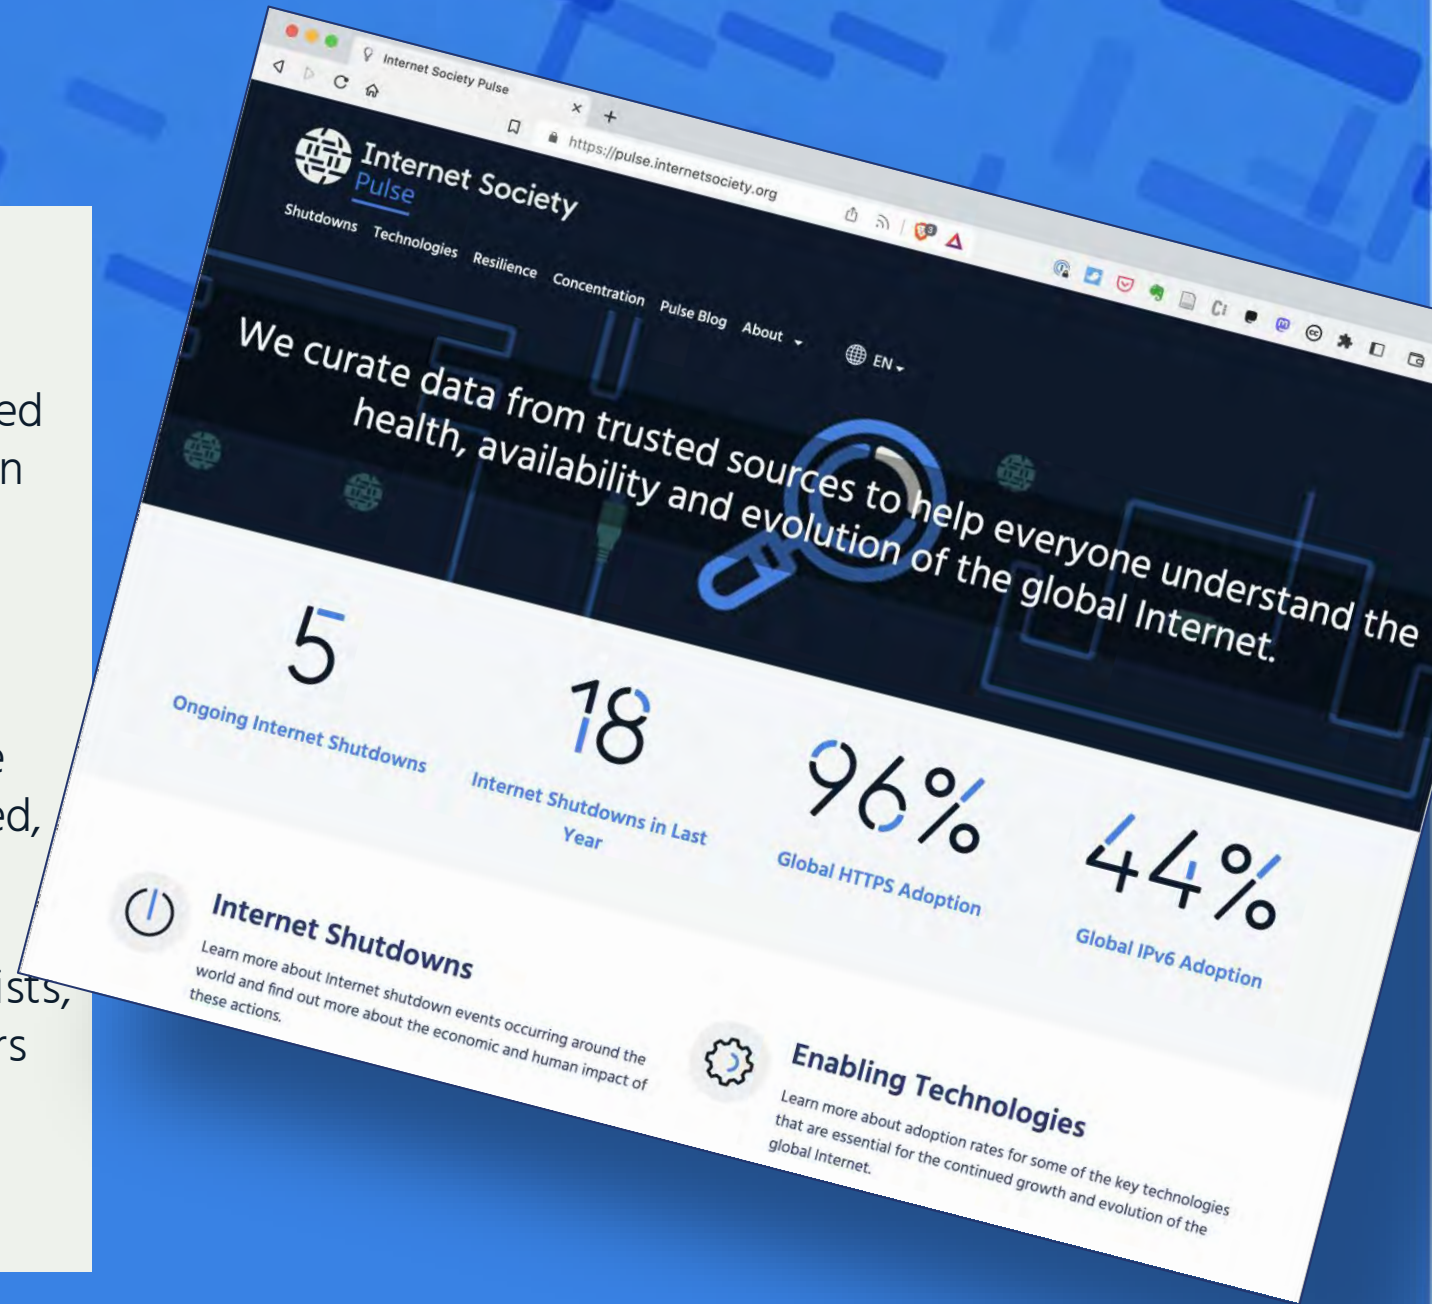 ed
n
e
ed,
ists,
rs
Internet Society Pulse
https://pulse.internetsociety.org
3
Internet Society
Pulse
Shutdowns Technologies Resilience Concentration Pulse Blog About EN
We curate data from trusted sources to help everyone understand the
health, availability and evolution of the global Internet.
5
Ongoing Internet Shutdowns
18
Internet Shutdowns in Last
Year
96%
Global HTTPS Adoption
44%
Global IPv6 Adoption
Internet Shutdowns
Learn more about Internet shutdown events occurring around the
world and find out more about the economic and human impact of
these actions.
Enabling Technologies
Learn more about adoption rates for some of the key technologies
that are essential for the continued growth and evolution of the
global Internet.